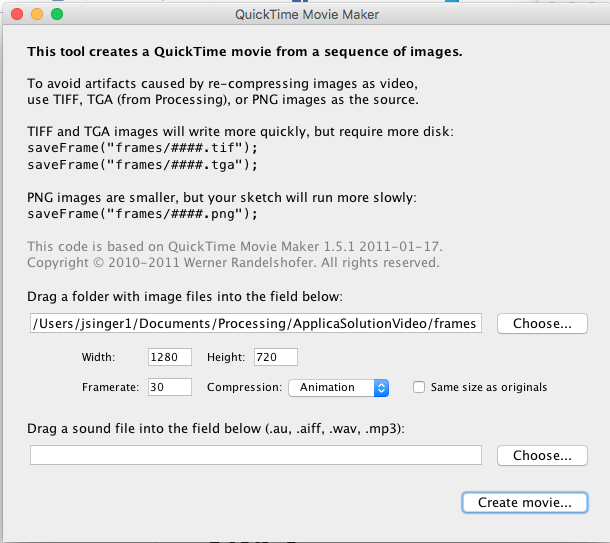 QuickTime Movie Maker
This tool creates a QuickTime movie from a sequence of images.
To avoid artifacts caused by re-compressing images as video,
use TIFF, TGA (from Processing), or PNG images as the source.
TIFF and TGA images will write more quickly, but require more disk:
saveFrame("frames/####.tif");
saveFrame("frames/####.tga");
PNG images are smaller, but your sketch will run more slowly:
saveFrame("frames/####.png");
This code is based on QuickTime Movie Maker 1.5.1 2011-01-17.
Copyright © 2010-2011 Werner Randelshofer. All rights reserved.
Drag a folder with image files into the field below:
/Users/jsinger1/Documents/Processing/ApplicaSolutionVideo/frames Choose...
Width: 1280 Height: 720
Framerate: 30 Compression: Animation Same size as originals
Drag a sound file into the field below (.au, .aiff, .wav, .mp3):
Choose...
Create movie...